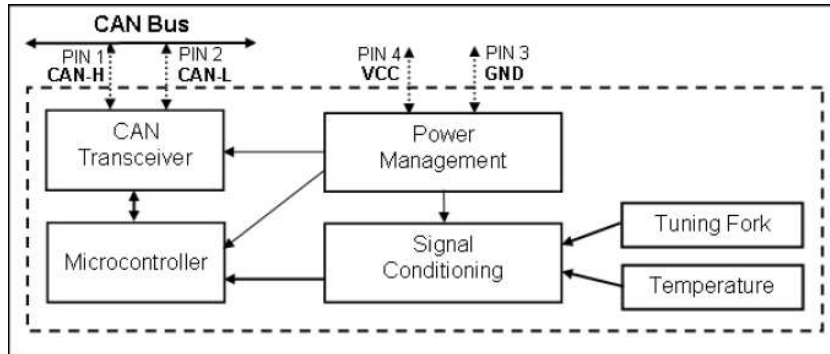 CAN Bus
PIN 1
CAN-H
PIN 2
CAN-L
PIN 4
VCC
PIN 3
GND
CAN
Transceiver
Power
Management
Microcontroller
Signal
Conditioning
Tuning Fork
Temperature